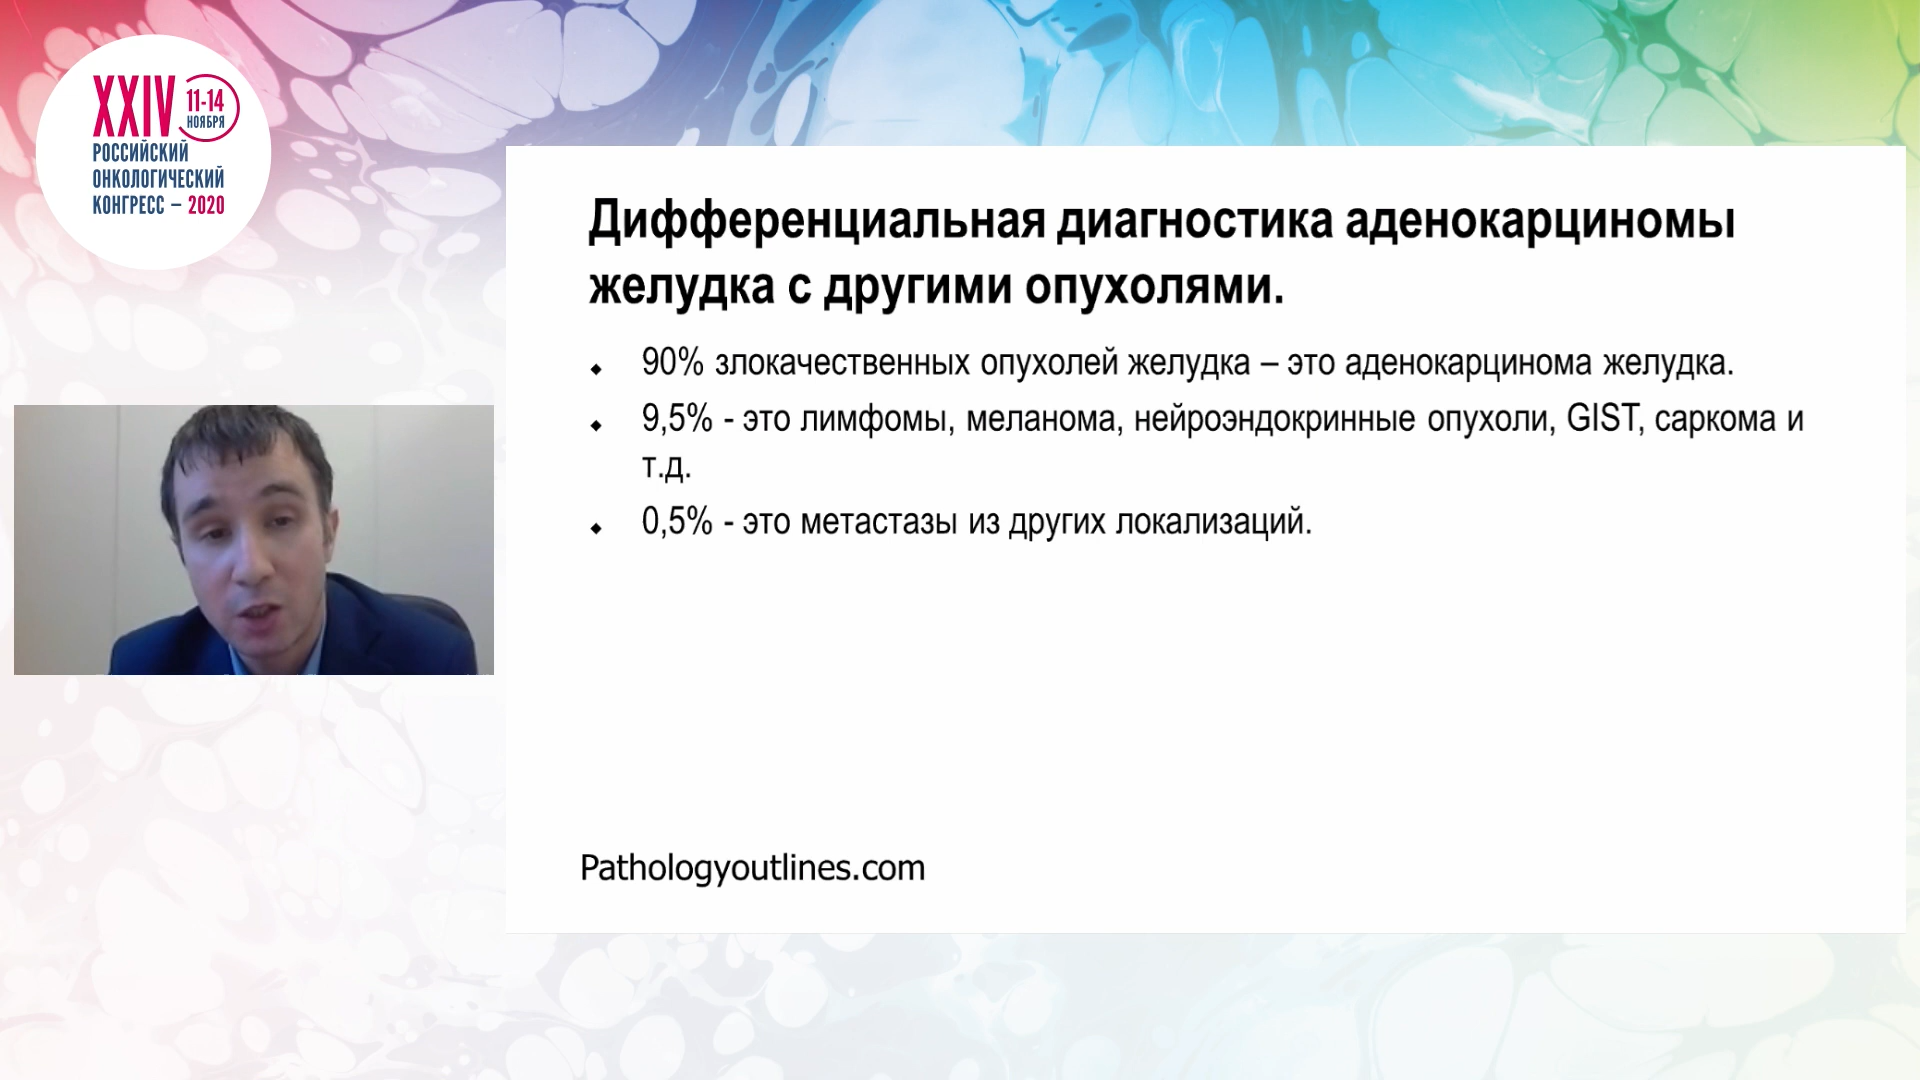 XXIV
11-14
НОЯБРЯ
РОССИЙСКИЙ
ОНКОЛОГИЧЕСКИЙ
КОНГРЕСС – 2020
Дифференциальная диагностика аденокарциномы
желудка с другими опухолями.
90% злокачественных опухолей желудка – это аденокарцинома желудка.
9,5% - это лимфомы, меланома, нейроэндокринные опухоли, GIST, саркома и
т.д.
0,5% - это метастазы из других локализаций.
Pathologyoutlines.com